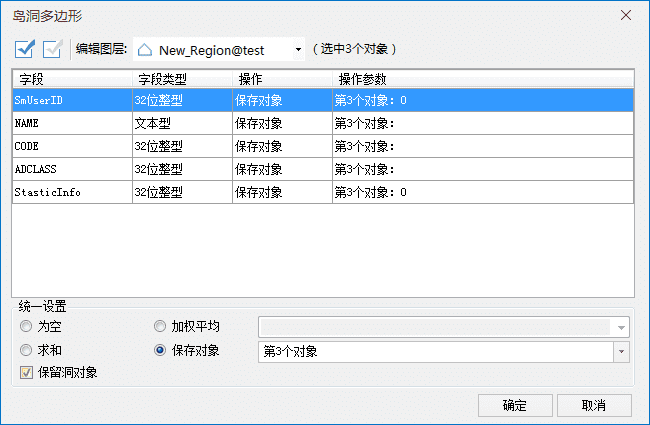 岛洞多边形
编辑图层: New_Region@test （选中3个对象）
字段 字段类型 操作 操作参数
SmUserID 32位整型 保存对象 第3个对象: 0
NAME 文本型 保存对象 第3个对象:
CODE 32位整型 保存对象 第3个对象:
ADCLASS 32位整型 保存对象 第3个对象:
StasticInfo 32位整型 保存对象 第3个对象: 0
统一设置
为空 加权平均
求和 保存对象 第3个对象
保留洞对象
确定 取消